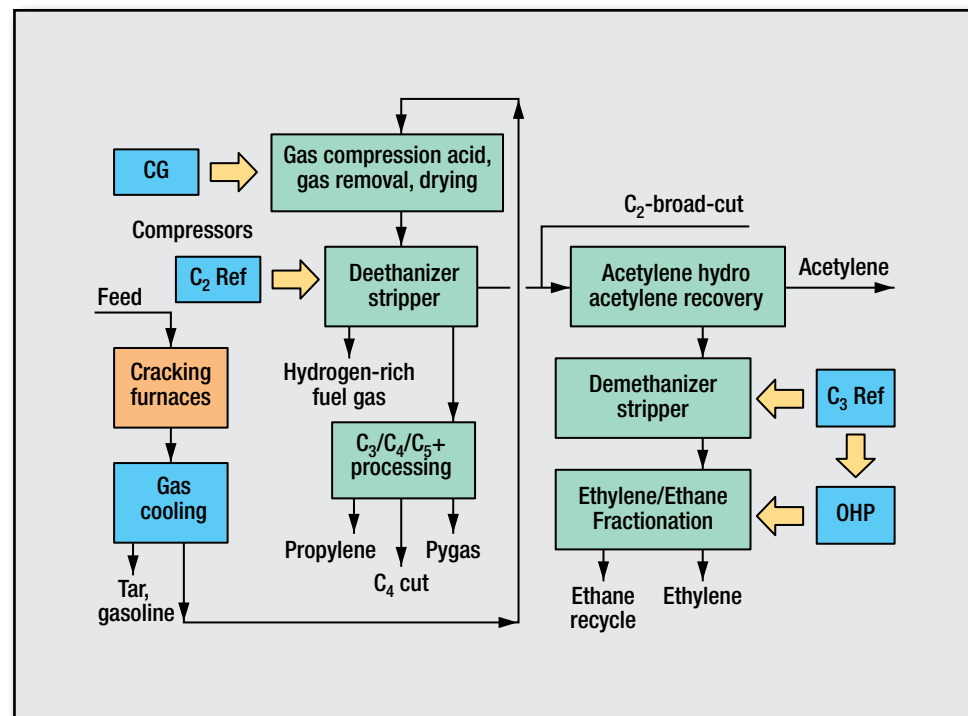 Gas compression acid,
gas removal, drying
CG
Compressors
C₂ Ref
Deethanizer
stripper
C₂-broad-cut
Acetylene hydro
acetylene recovery
Acetylene
Feed
Cracking
furnaces
Hydrogen-rich
fuel gas
Demethanizer
stripper
C₃ Ref
C₃/C₄/C₅+
processing
Gas
cooling
Ethylene/Ethane
Fractionation
OHP
Propylene
Pygas
C₄ cut
Tar,
gasoline
Ethane
recycle
Ethylene